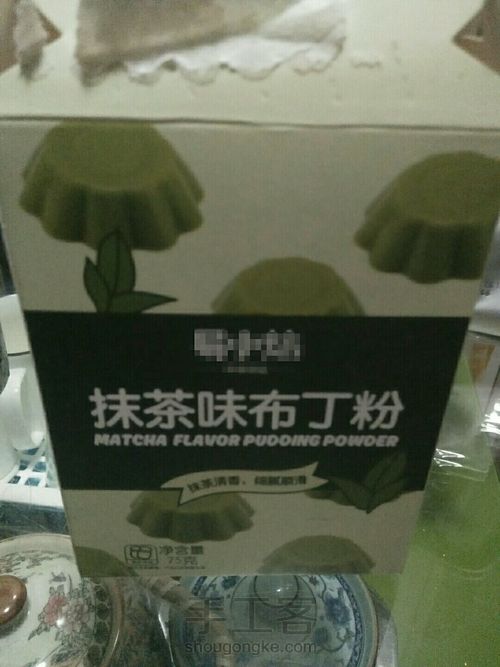 抹茶味布丁粉
MATCHA FLAVOR PUDDING POWDER
抹茶清香、细腻顺滑
净含量
75克
手工客
shougongke.com